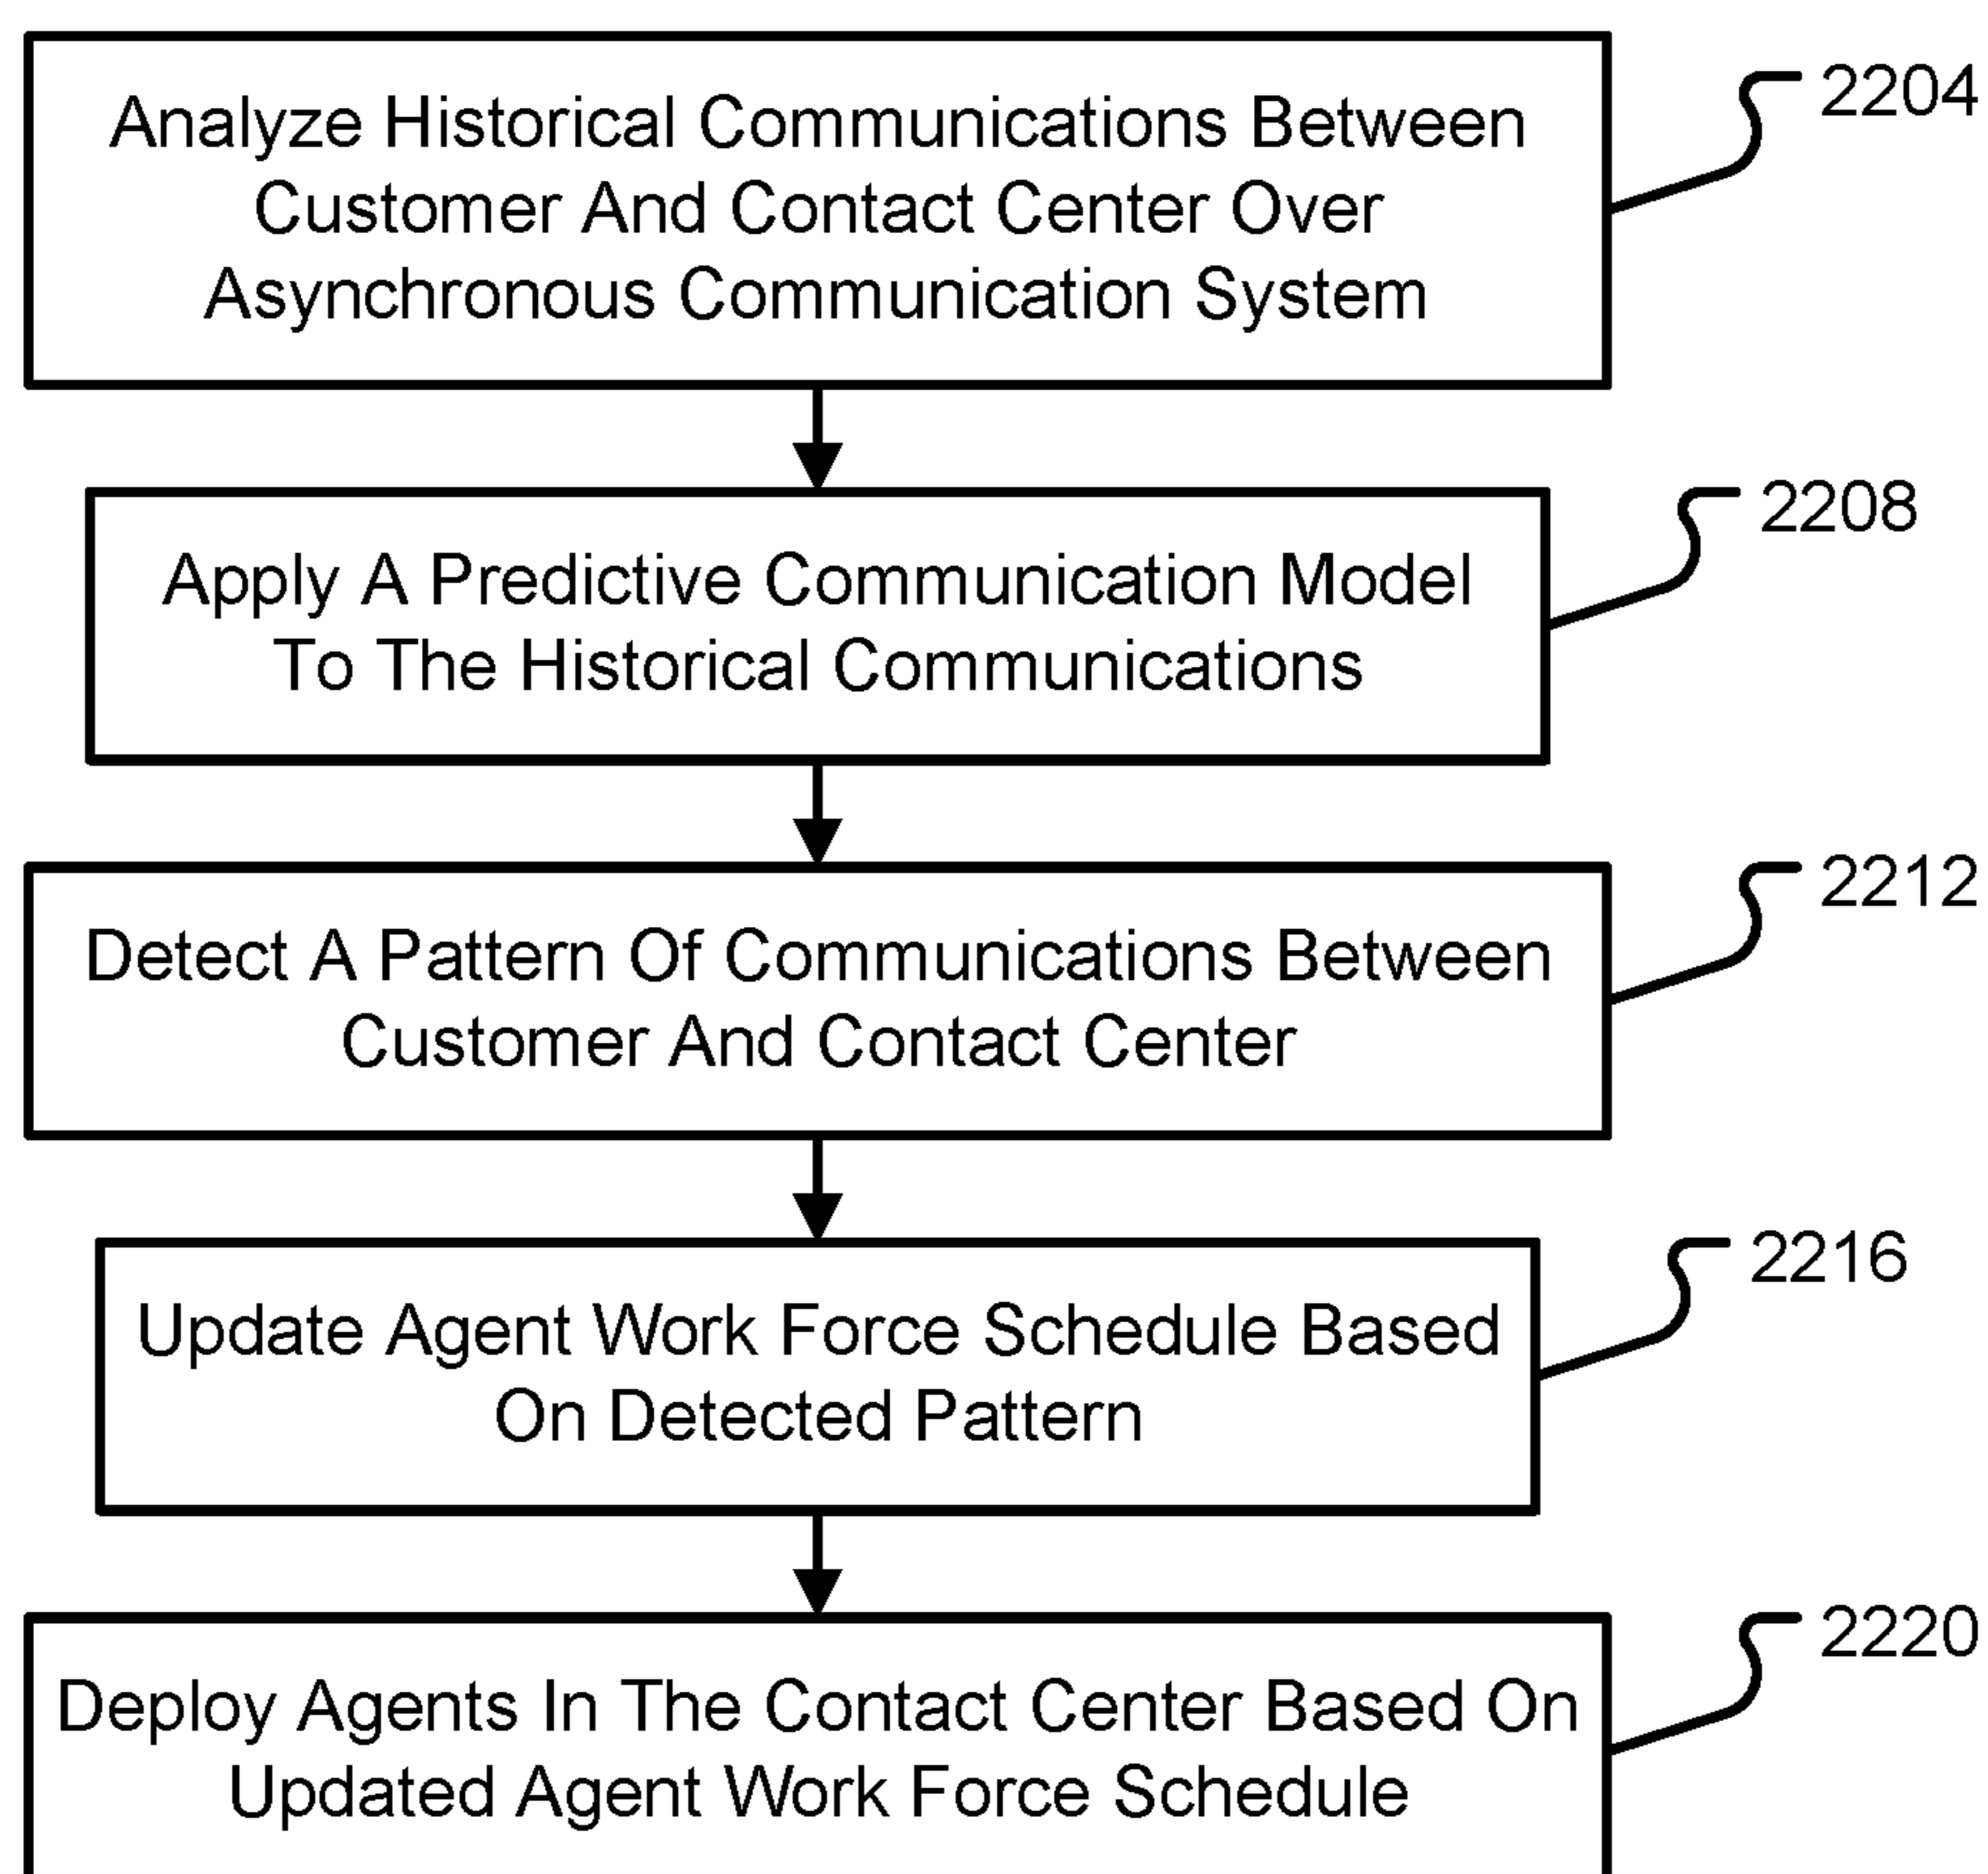 Analyze Historical Communications Between
Customer And Contact Center Over
Asynchronous Communication System
2204
Apply A Predictive Communication Model
To The Historical Communications
2208
Detect A Pattern Of Communications Between
Customer And Contact Center
2212
Update Agent Work Force Schedule Based
On Detected Pattern
2216
Deploy Agents In The Contact Center Based On
Updated Agent Work Force Schedule
2220